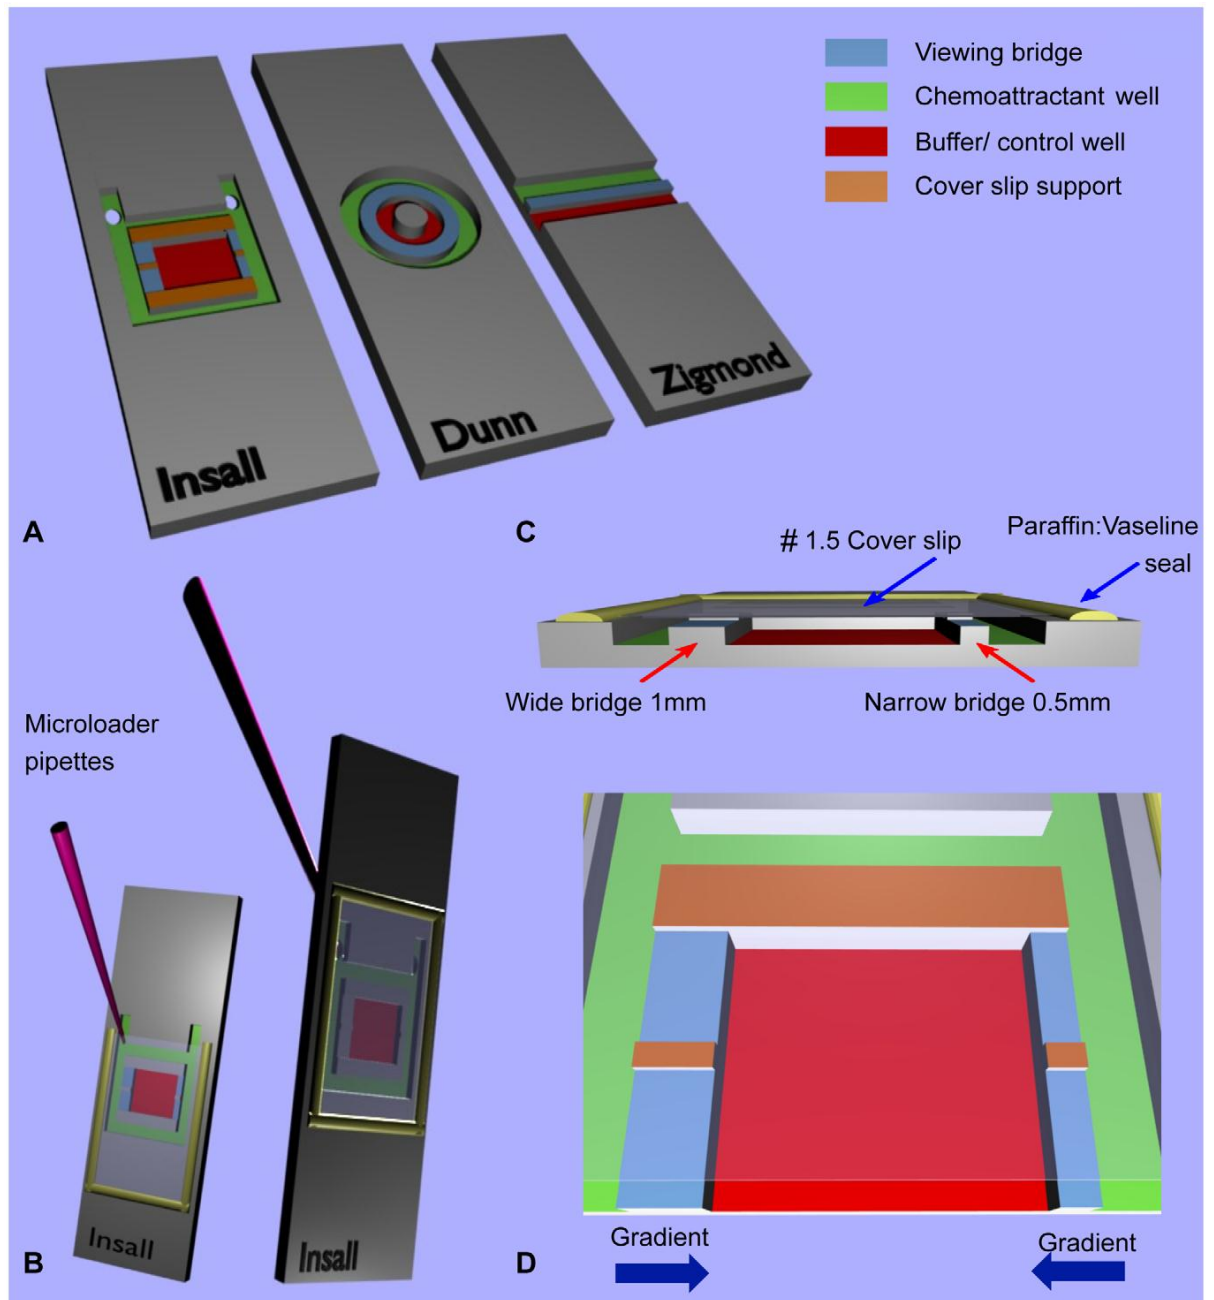 Viewing bridge
Chemoattractant well
Buffer/ control well
Cover slip support
Insall
Dunn
Zigmond
A
C
# 1.5 Cover slip
Paraffin:Vaseline
seal
Wide bridge 1mm
Narrow bridge 0.5mm
Microloader
pipettes
Insall
Insall
B
D
Gradient
Gradient